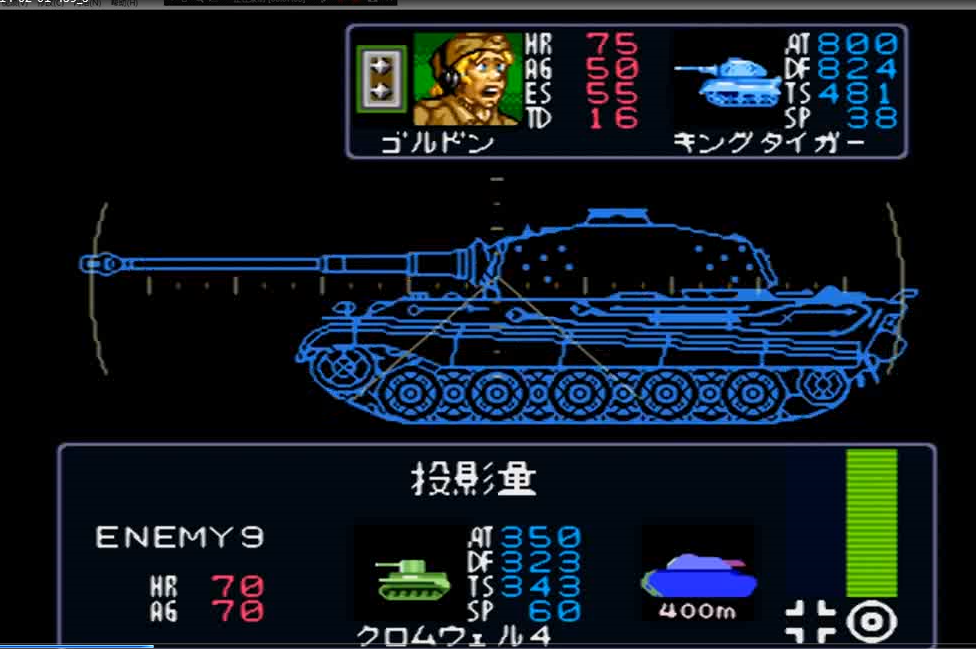 HR 75 AT 800
AG 50 DF 824
ES 55 TS 481
TD 16 SP 38
ゴルドン キングタイガー
投影量
ENEMY9
HR 70
AG 70
AT 350
DF 323
TS 343
SP 60
クロムウェル4
400m